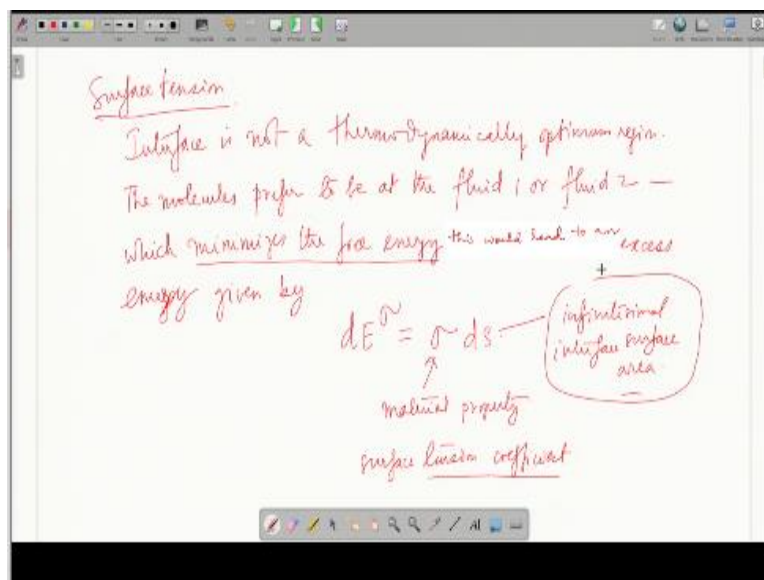 Surface tension
Interface is not a thermodynamically optimum region.
The molecules prefer to be at the fluid 1 or fluid 2 —
which minimizes the free energy this would lead to an excess
energy given by
dE^σ = σ ds
infinitesimal
interface surface
area
material property
surface tension coefficient